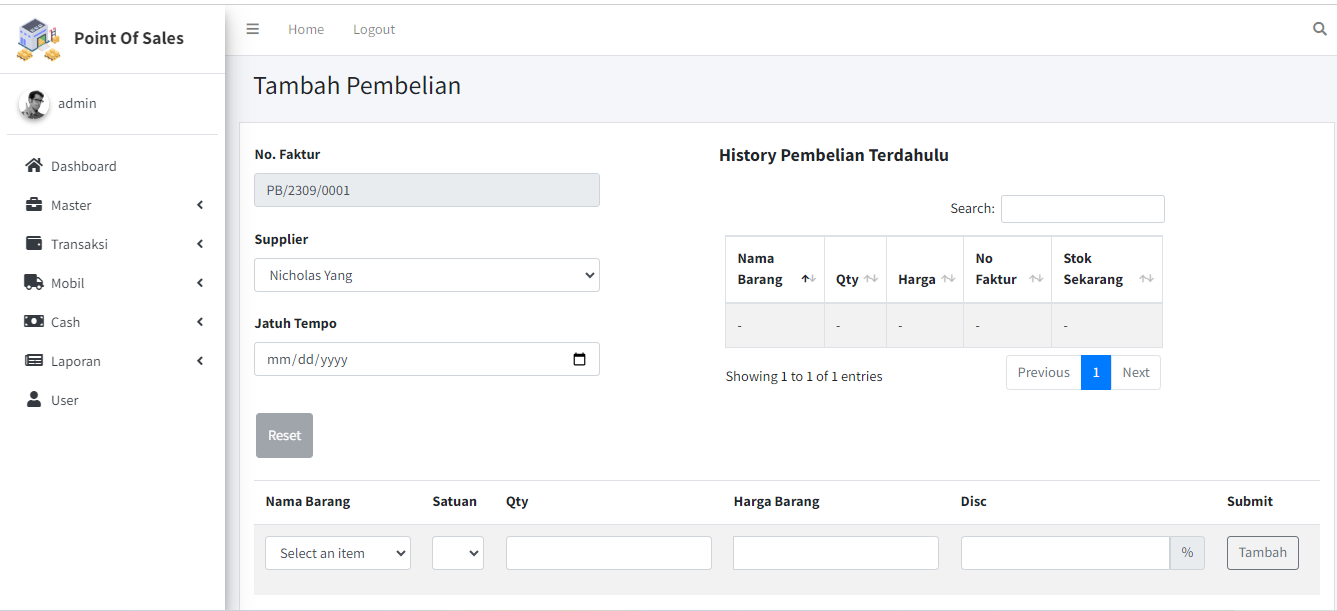 Point Of Sales
Home Logout
admin
Dashboard
Master
Transaksi
Mobil
Cash
Laporan
User
Tambah Pembelian
No. Faktur
PB/2309/0001
Supplier
Nicholas Yang
Jatuh Tempo
mm/dd/yyyy
Reset
History Pembelian Terdahulu
Search:
Nama Barang Qty Harga No Faktur Stok Sekarang
- - - - -
Showing 1 to 1 of 1 entries
Previous 1 Next
Nama Barang Satuan Qty Harga Barang Disc Submit
Select an item % Tambah